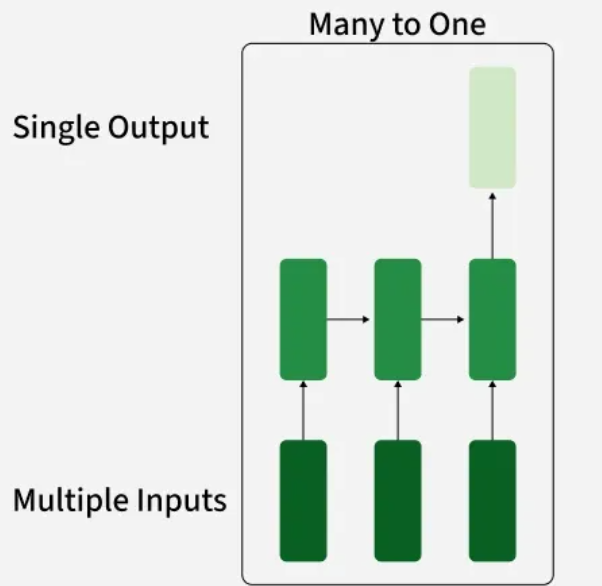 Many to One
Single Output
Multiple Inputs